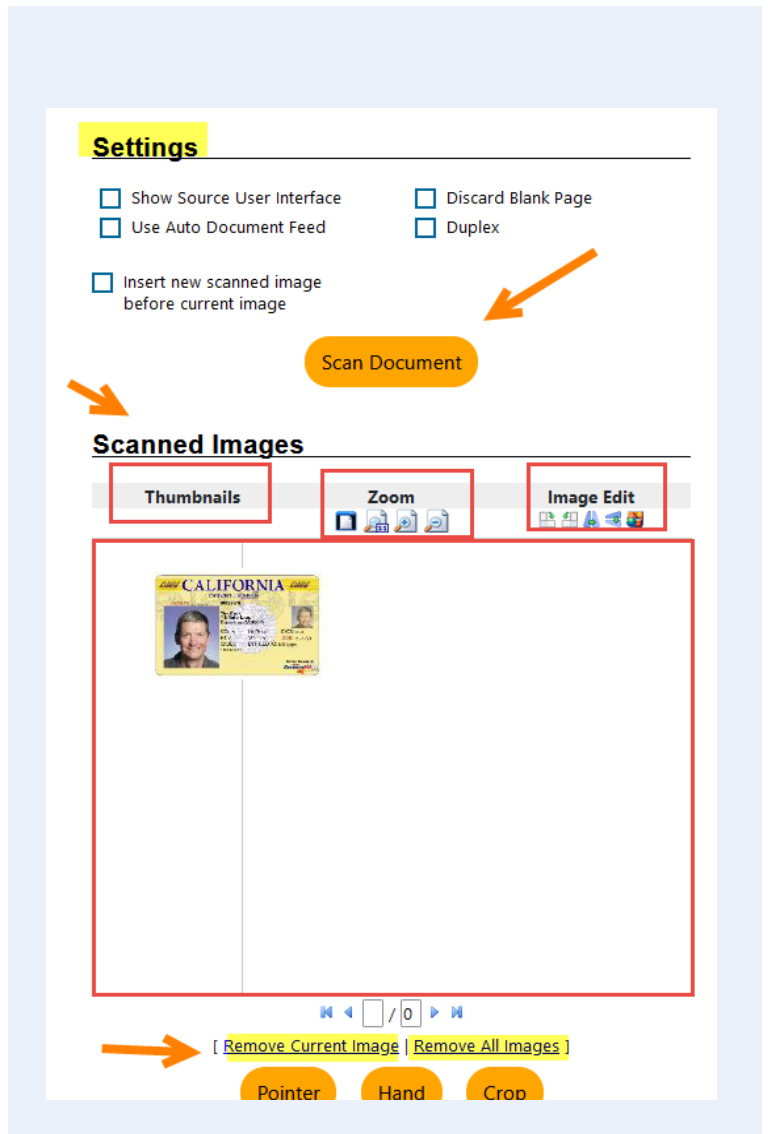 Settings
Show Source User Interface
Discard Blank Page
Use Auto Document Feed
Duplex
Insert new scanned image
before current image
Scan Document
Scanned Images
Thumbnails
Zoom
Image Edit
1:1
CALIFORNIA
/ 0
[ Remove Current Image | Remove All Images ]
Pointer
Hand
Crop